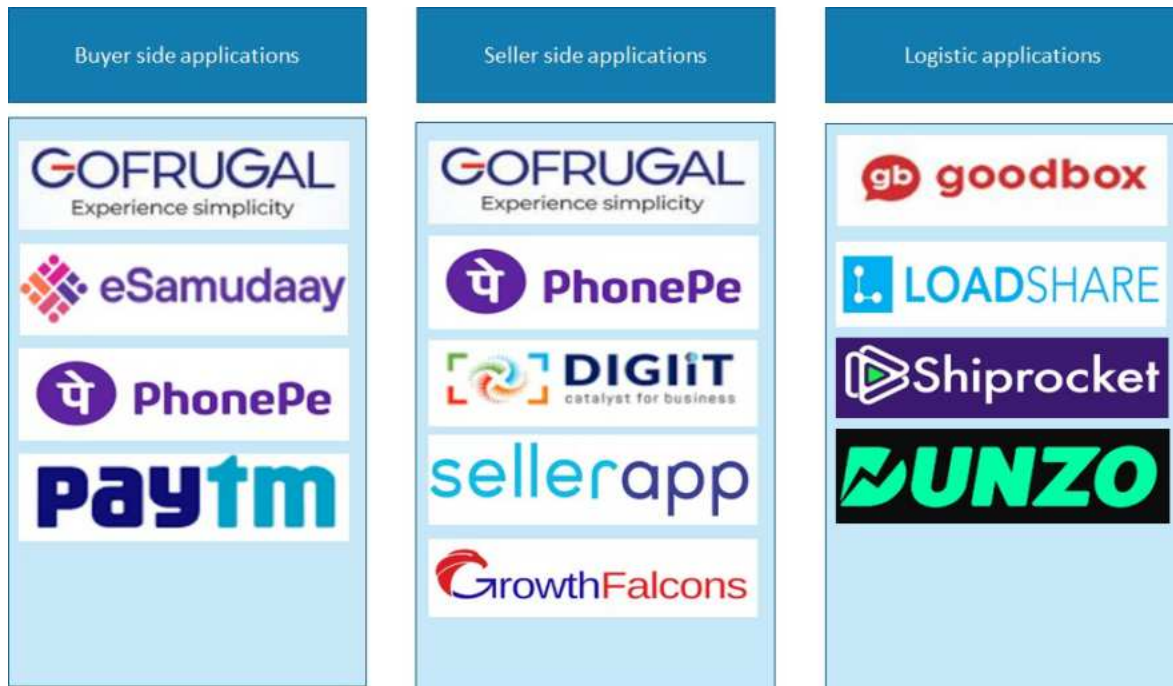 Buyer side applications
GOFRUGAL
Experience simplicity
eSamudaay
पे PhonePe
paytm
Seller side applications
GOFRUGAL
Experience simplicity
पे PhonePe
DIGIIT
catalyst for business
sellerapp
GrowthFalcons
Logistic applications
gb goodbox
LOADSHARE
Shiprocket
DUNZO